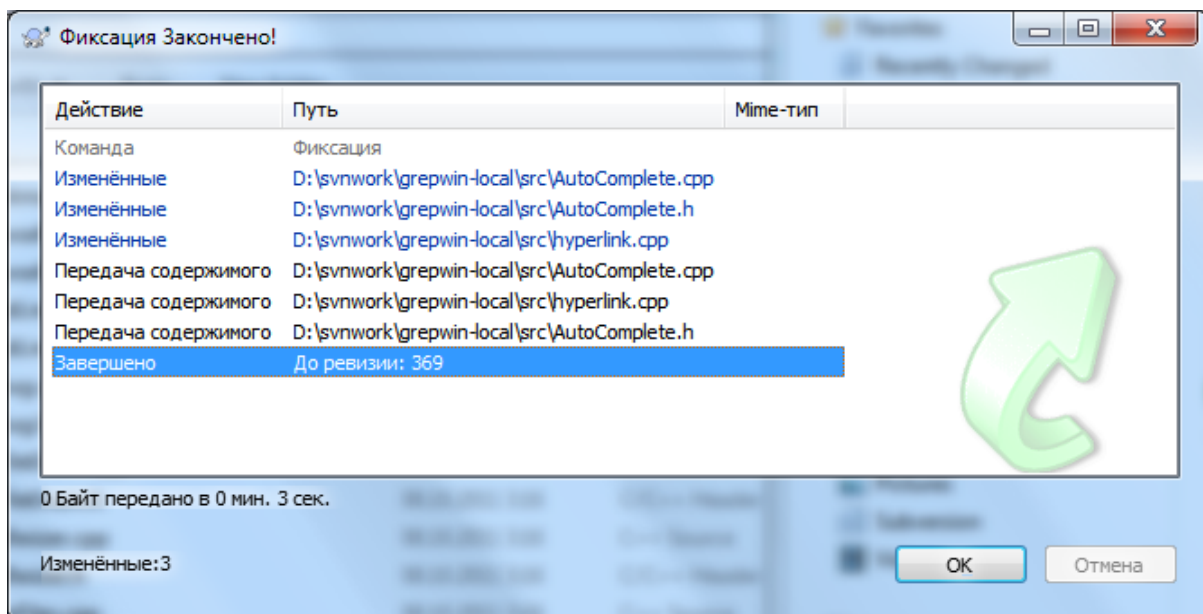 Фиксация Закончено!
Действие Путь Mime-тип
Команда Фиксация
Изменённые D:\svnwork\grepwin-local\src\AutoComplete.cpp
Изменённые D:\svnwork\grepwin-local\src\AutoComplete.h
Изменённые D:\svnwork\grepwin-local\src\hyperlink.cpp
Передача содержимого D:\svnwork\grepwin-local\src\AutoComplete.cpp
Передача содержимого D:\svnwork\grepwin-local\src\hyperlink.cpp
Передача содержимого D:\svnwork\grepwin-local\src\AutoComplete.h
Завершено До ревизии: 369
0 Байт передано в 0 мин. 3 сек.
Изменённые:3
OK Отмена